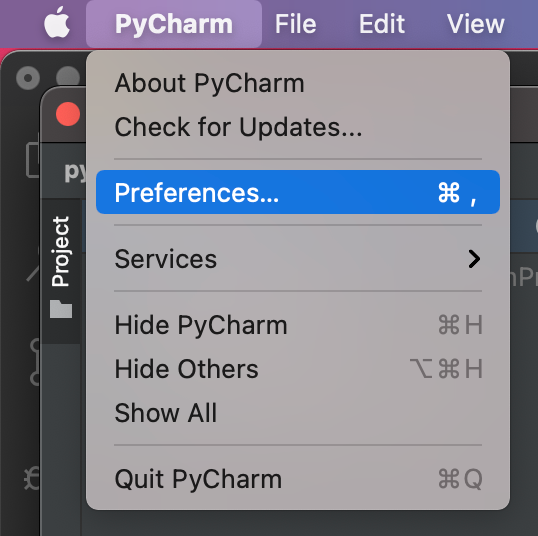 PyCharm File Edit View
About PyCharm
Check for Updates...
py
Preferences... ⌘ ,
Project
Services
Hide PyCharm ⌘H
Hide Others ⌥⌘H
Show All
Quit PyCharm ⌘Q